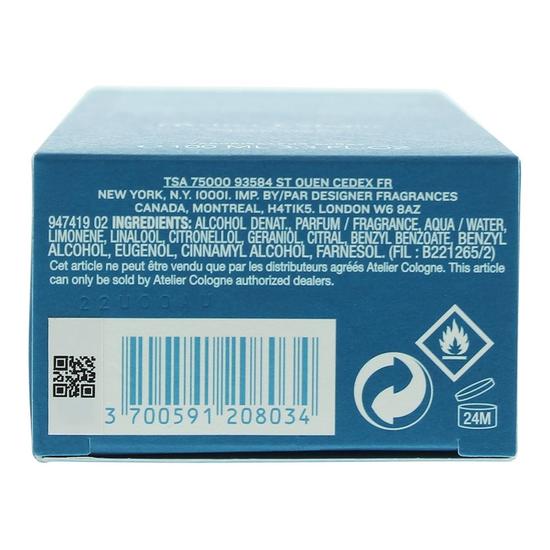 100 ML
TSA 75000 93584 ST OUEN CEDEX FR
NEW YORK, N.Y. 10001. IMP. BY/PAR DESIGNER FRAGRANCES
CANADA, MONTREAL, H4T1K5. LONDON W6 8AZ
947419 02 INGREDIENTS: ALCOHOL DENAT., PARFUM / FRAGRANCE, AQUA / WATER,
LIMONENE, LINALOOL, CITRONELLOL, GERANIOL, CITRAL, BENZYL BENZOATE, BENZYL
ALCOHOL, EUGENOL, CINNAMYL ALCOHOL, FARNESOL. (FIL : B221265/2)
Cet article ne peut être vendu que par les distributeurs agréés Atelier Cologne. This article
can only be sold by Atelier Cologne authorized dealers.
3 700591 208034
24M